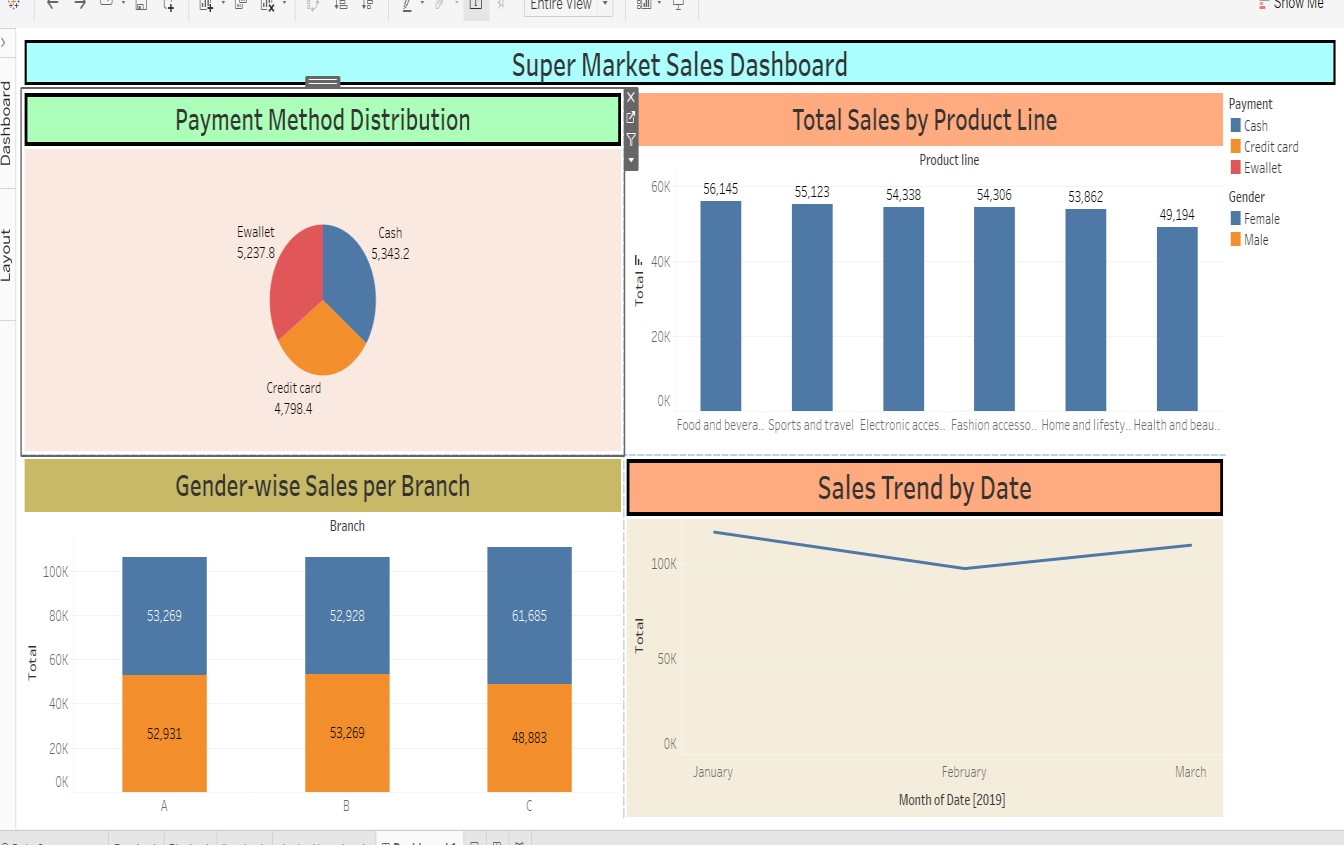 Entire View
Show Me
Dashboard
Layout
Super Market Sales Dashboard
Payment Method Distribution
Ewallet
5,237.8
Cash
5,343.2
Credit card
4,798.4
Total Sales by Product Line
Product line
Total
60K
40K
20K
0K
56,145
55,123
54,338
54,306
53,862
49,194
Food and bevera..
Sports and travel
Electronic acces..
Fashion accesso..
Home and lifesty..
Health and beau..
Payment
Cash
Credit card
Ewallet
Gender
Female
Male
Gender-wise Sales per Branch
Branch
Total
100K
80K
60K
40K
20K
0K
53,269
52,928
61,685
52,931
53,269
48,883
A
B
C
Sales Trend by Date
Total
100K
50K
0K
January
February
March
Month of Date [2019]